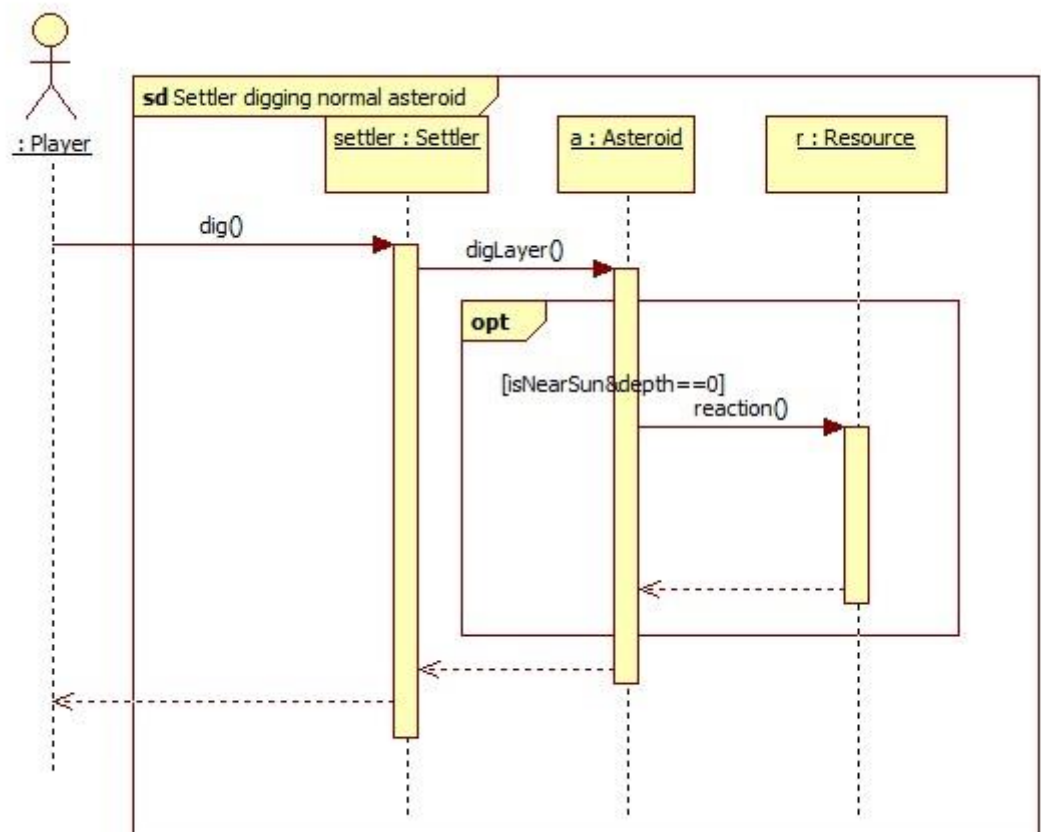 sd Settler digging normal asteroid
: Player
settler : Settler
a : Asteroid
r : Resource
dig()
digLayer()
opt
[isNearSun&depth==0]
reaction()